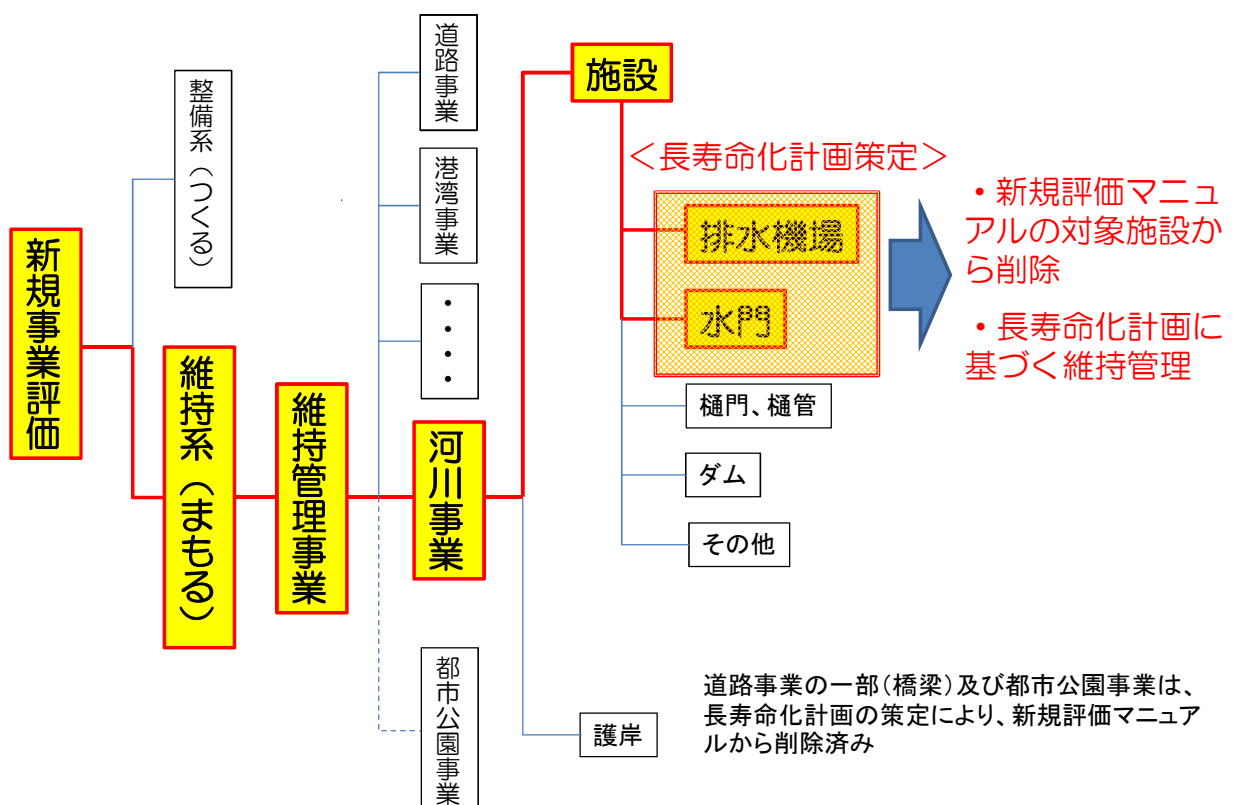 新規事業評価
整備系（つくる）
維持系（まもる）
維持管理事業
道路事業
港湾事業
・・・・
河川事業
都市公園事業
施設
＜長寿命化計画策定＞
排水機場
水門
樋門、樋管
ダム
その他
護岸
・新規評価マニュ
アルの対象施設か
ら削除
・長寿命化計画に
基づく維持管理
道路事業の一部（橋梁）及び都市公園事業は、
長寿命化計画の策定により、新規評価マニュア
ルから削除済み